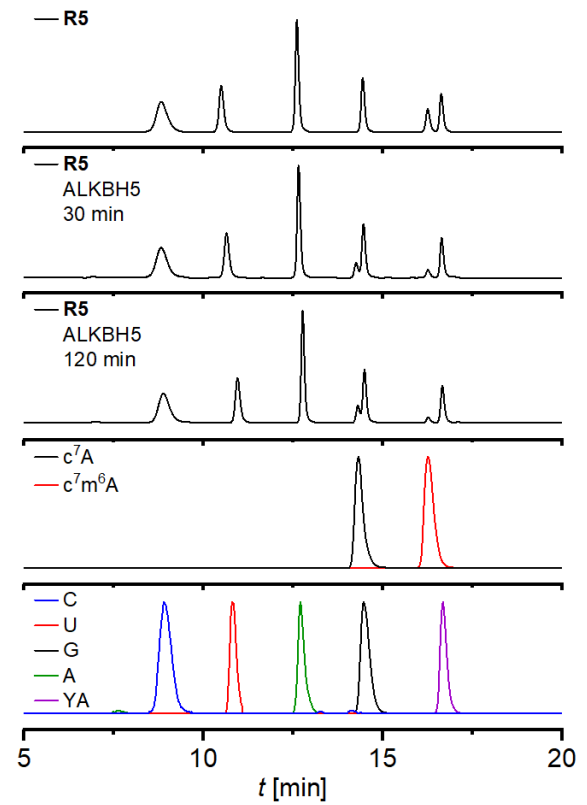 R5
R5
ALKBH5
30 min
R5
ALKBH5
120 min
c⁷A
c⁷m⁶A
C
U
G
A
YA
5 10 15 20
t [min]